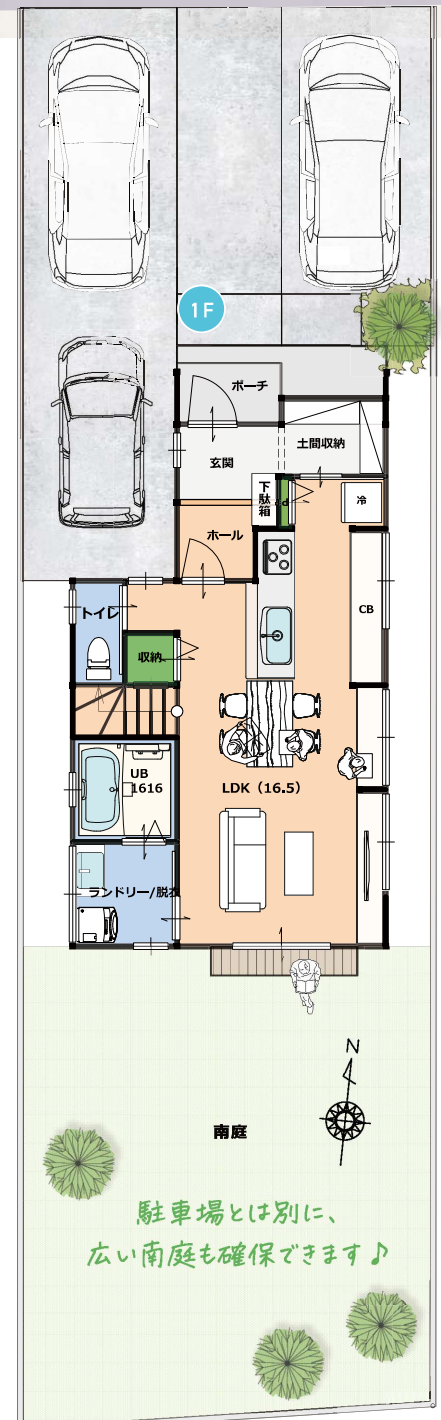 1F
ポーチ
玄関
土間収納
下駄箱
冷
ホール
トイレ
CB
収納
UB
1616
LDK（16.5）
ランドリー/脱衣
N
南庭
駐車場とは別に、
広い南庭も確保できます♪